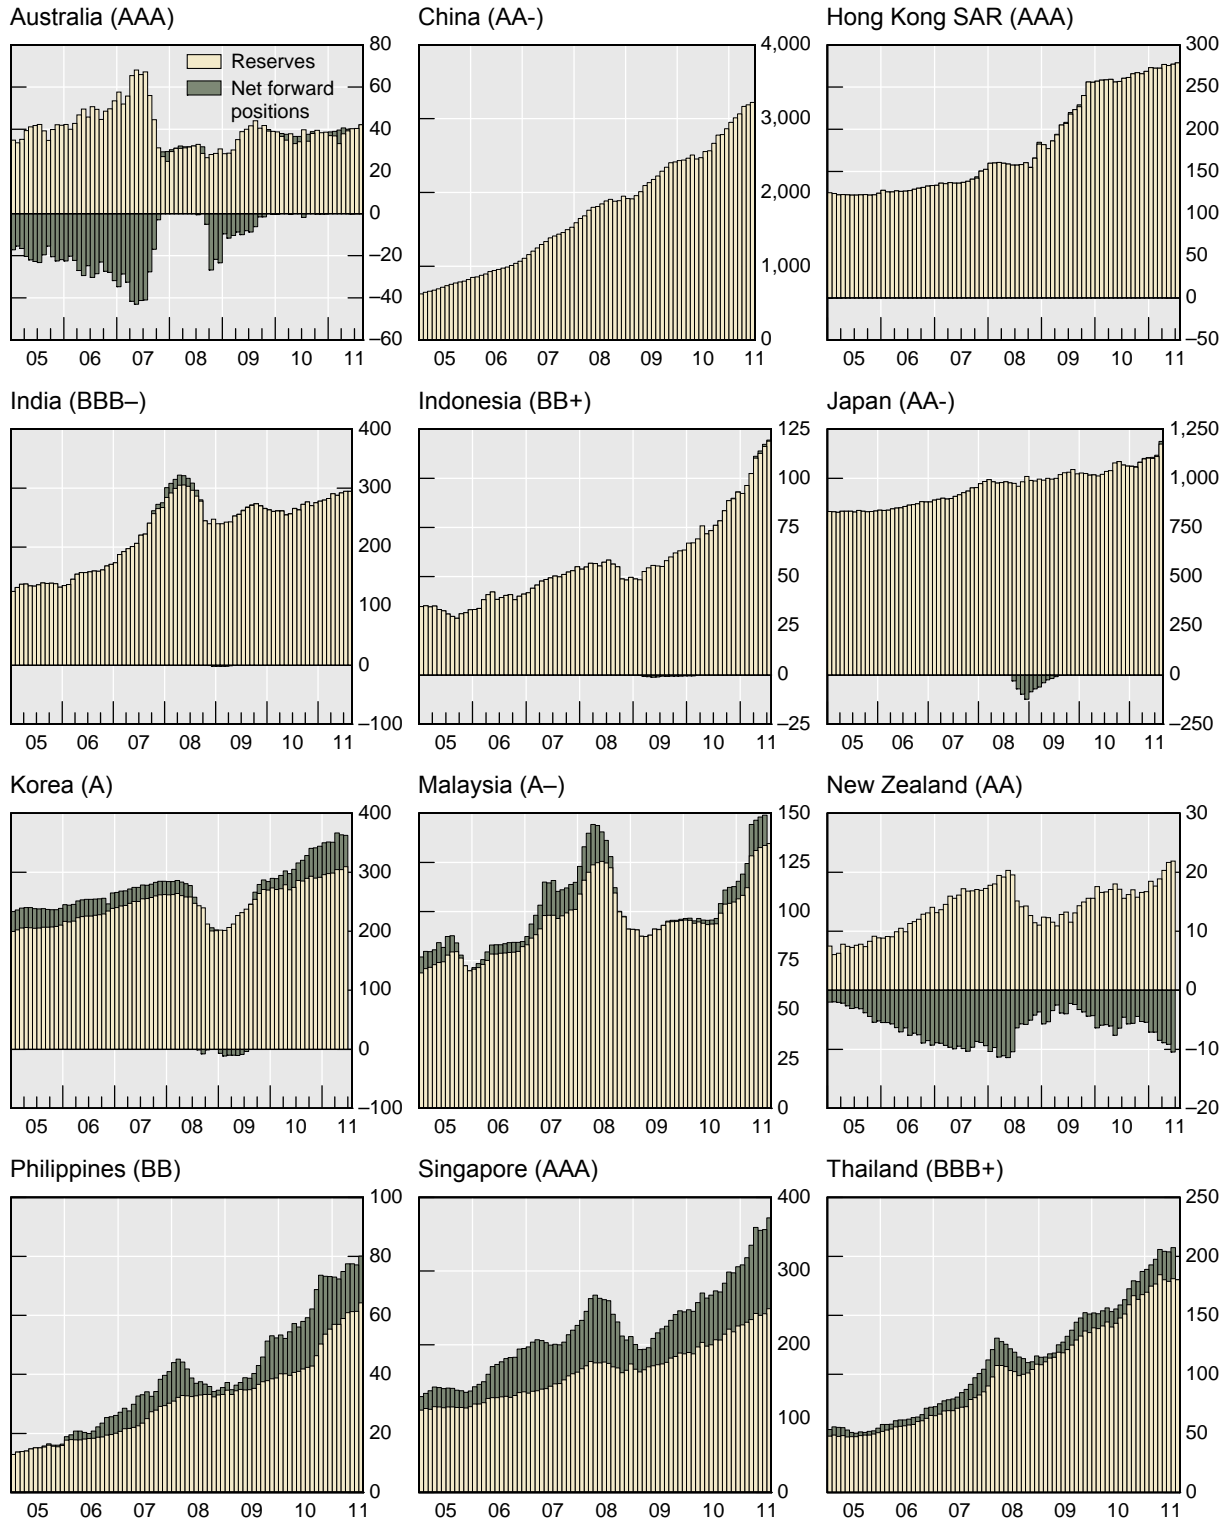 Australia (AAA)
China (AA-)
Hong Kong SAR (AAA)
Reserves
Net forward
positions
80
60
40
20
0
–20
–40
–60
05 06 07 08 09 10 11
4,000
3,000
2,000
1,000
0
05 06 07 08 09 10 11
300
250
200
150
100
50
0
–50
05 06 07 08 09 10 11
India (BBB–)
Indonesia (BB+)
Japan (AA-)
400
300
200
100
0
–100
05 06 07 08 09 10 11
125
100
75
50
25
0
–25
05 06 07 08 09 10 11
1,250
1,000
750
500
250
0
–250
05 06 07 08 09 10 11
Korea (A)
Malaysia (A–)
New Zealand (AA)
400
300
200
100
0
–100
05 06 07 08 09 10 11
150
125
100
75
50
25
0
05 06 07 08 09 10 11
30
20
10
0
–10
–20
05 06 07 08 09 10 11
Philippines (BB)
Singapore (AAA)
Thailand (BBB+)
100
80
60
40
20
0
05 06 07 08 09 10 11
400
300
200
100
0
05 06 07 08 09 10 11
250
200
150
100
50
0
05 06 07 08 09 10 11